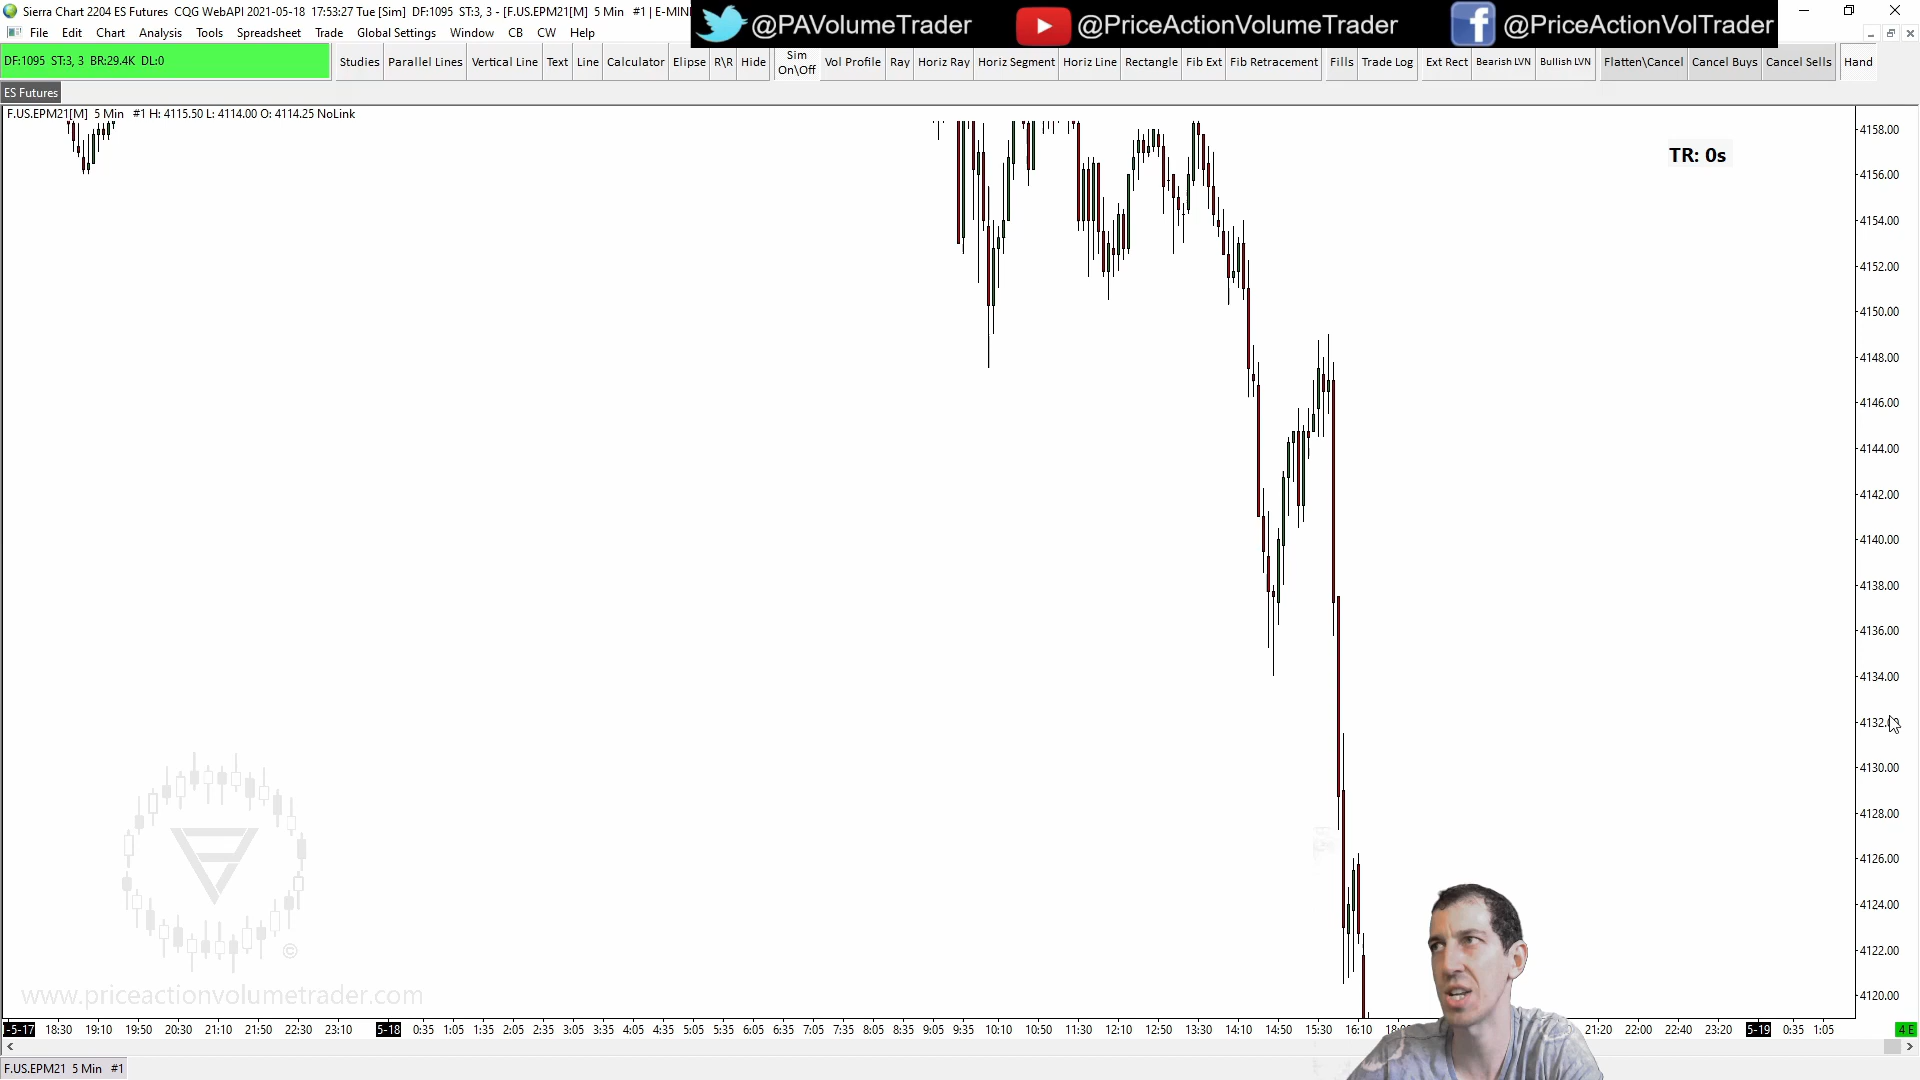 Sierra Chart 2204 ES Futures  CQG WebAPI 2021-05-18  17:53:27 Tue [Sim]  DF:1095  ST:3, 3 - [F.US.EPM21[M]  5 Min   #1 | E-MINI
@PAVolumeTrader @PriceActionVolumeTrader @PriceActionVolTrader
File Edit Chart Analysis Tools Spreadsheet Trade Global Settings Window CB CW Help
DF:1095  ST:3, 3  BR:29.4K  DL:0
Studies Parallel Lines Vertical Line Text Line Calculator Elipse R\R Hide Sim On\Off Vol Profile Ray Horiz Ray Horiz Segment Horiz Line Rectangle Fib Ext Fib Retracement Fills Trade Log Ext Rect Bearish LVN Bullish LVN Flatten\Cancel Cancel Buys Cancel Sells Hand
ES Futures
F.US.EPM21[M]  5 Min   #1 H: 4115.50 L: 4114.00 O: 4114.25 NoLink
TR: 0s
4158.00
4156.00
4154.00
4152.00
4150.00
4148.00
4146.00
4144.00
4142.00
4140.00
4138.00
4136.00
4134.00
4132.00
4130.00
4128.00
4126.00
4124.00
4122.00
4120.00
©
www.priceactionvolumetrader.com
-5-17 18:30 19:10 19:50 20:30 21:10 21:50 22:30 23:10 5-18 0:35 1:05 1:35 2:05 2:35 3:05 3:35 4:05 4:35 5:05 5:35 6:05 6:35 7:05 7:35 8:05 8:35 9:05 9:35 10:10 10:50 11:30 12:10 12:50 13:30 14:10 14:50 15:30 16:10 21:20 22:00 22:40 23:20 5-19 0:35 1:05 4 E
F.US.EPM21  5 Min   #1